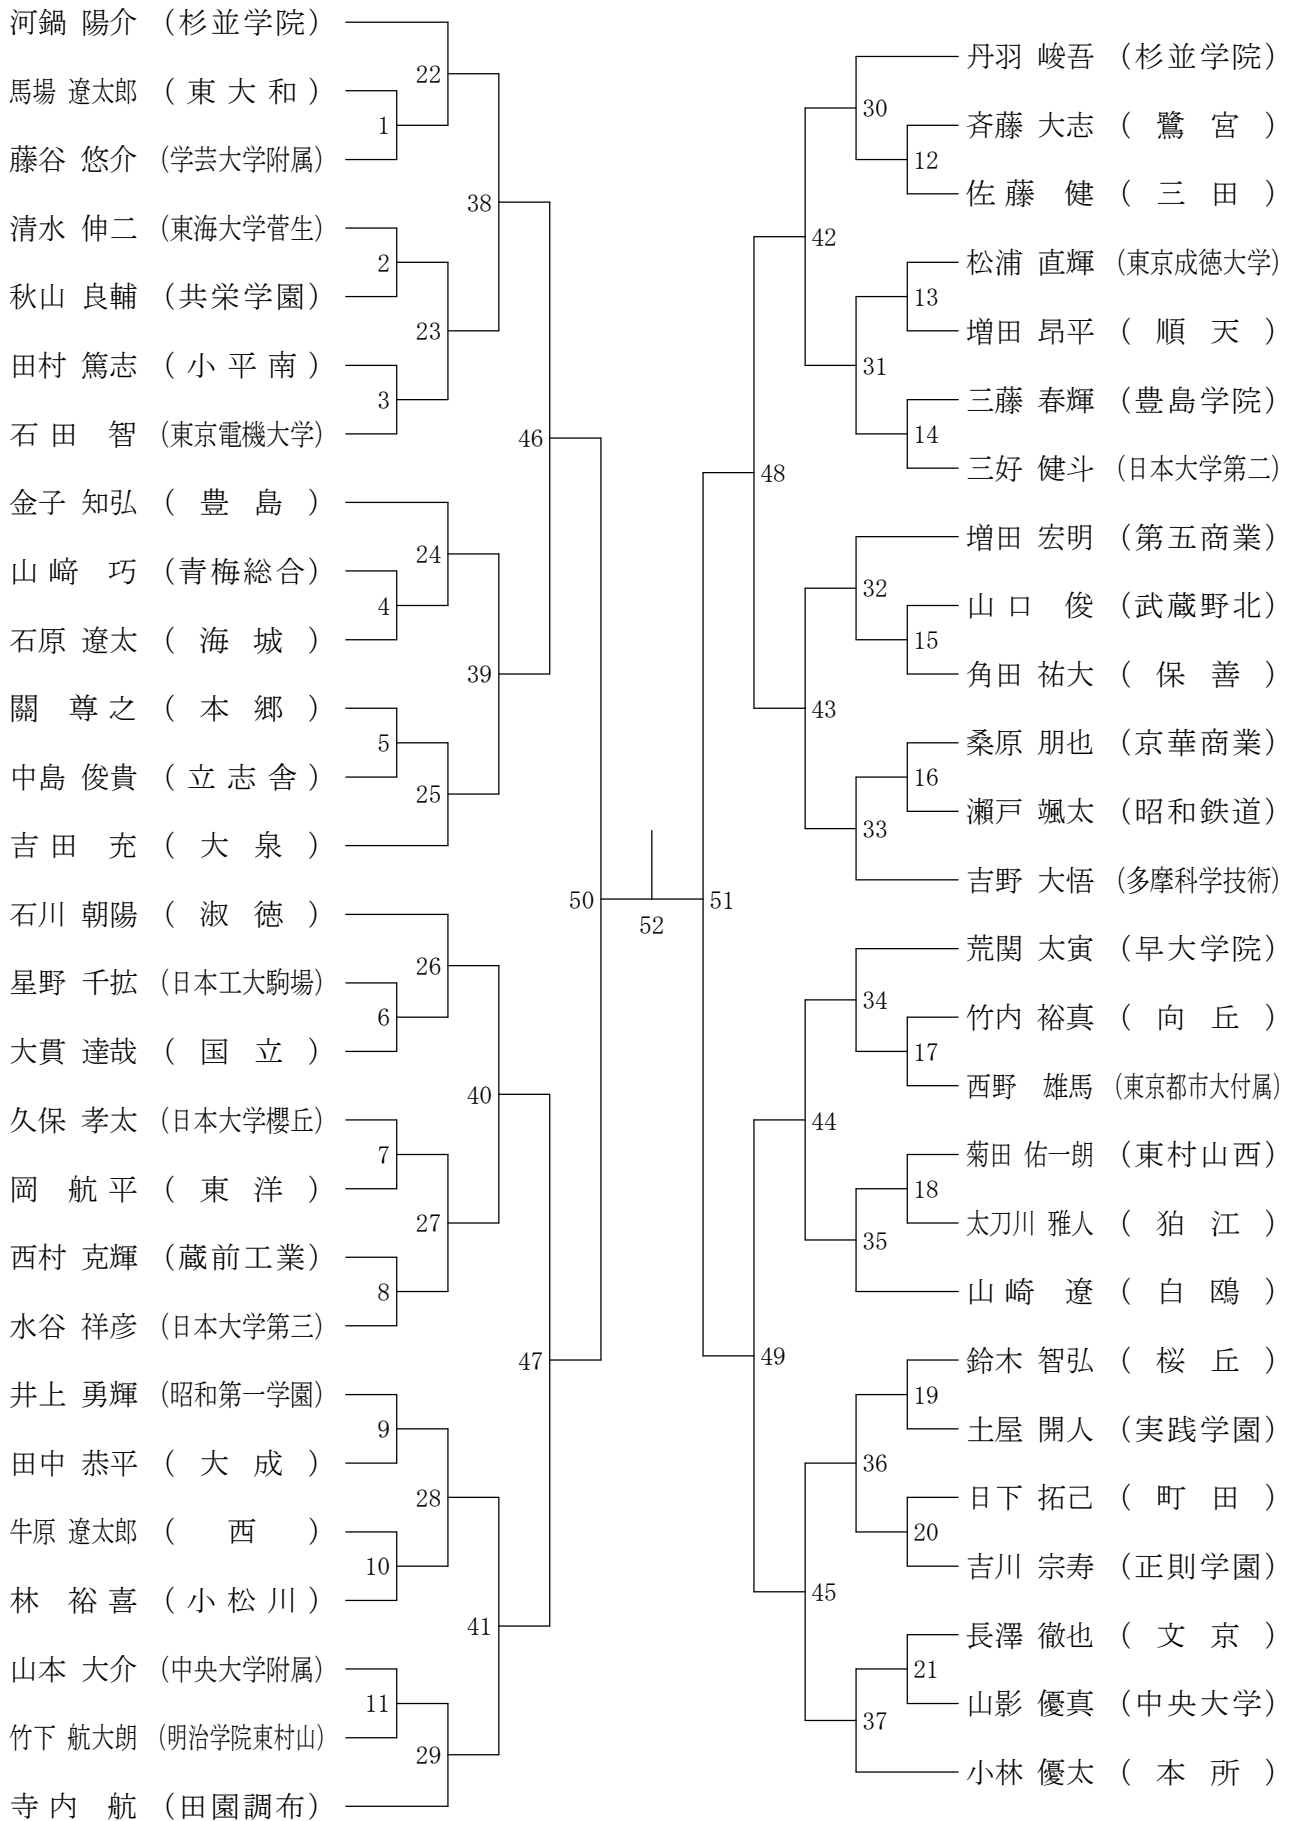 河鍋 陽介 (杉並学院)
馬場 遼太郎 (東大和)
藤谷 悠介 (学芸大学附属)
清水 伸二 (東海大学菅生)
秋山 良輔 (共栄学園)
田村 篤志 (小平南)
石田 智 (東京電機大学)
金子 知弘 (豊島)
山﨑 巧 (青梅総合)
石原 遼太 (海城)
關 尊之 (本郷)
中島 俊貴 (立志舎)
吉田 充 (大泉)
石川 朝陽 (淑徳)
星野 千拡 (日本工大駒場)
大貫 達哉 (国立)
久保 孝太 (日本大学櫻丘)
岡 航平 (東洋)
西村 克輝 (蔵前工業)
水谷 祥彦 (日本大学第三)
井上 勇輝 (昭和第一学園)
田中 恭平 (大成)
牛原 遼太郎 (西)
林 裕喜 (小松川)
山本 大介 (中央大学附属)
竹下 航大朗 (明治学院東村山)
寺内 航 (田園調布)
1
2
3
4
5
6
7
8
9
10
11
22
23
24
25
26
27
28
29
38
39
40
41
46
47
50
52
51
48
49
42
43
44
45
30
31
32
33
34
35
36
37
12
13
14
15
16
17
18
19
20
21
丹羽 峻吾 (杉並学院)
斉藤 大志 (鷺宮)
佐藤 健 (三田)
松浦 直輝 (東京成徳大学)
増田 昂平 (順天)
三藤 春輝 (豊島学院)
三好 健斗 (日本大学第二)
増田 宏明 (第五商業)
山口 俊 (武蔵野北)
角田 祐大 (保善)
桑原 朋也 (京華商業)
瀬戸 颯太 (昭和鉄道)
吉野 大悟 (多摩科学技術)
荒関 太寅 (早大学院)
竹内 裕真 (向丘)
西野 雄馬 (東京都市大付属)
菊田 佑一朗 (東村山西)
太刀川 雅人 (狛江)
山崎 遼 (白鴎)
鈴木 智弘 (桜丘)
土屋 開人 (実践学園)
日下 拓己 (町田)
吉川 宗寿 (正則学園)
長澤 徹也 (文京)
山影 優真 (中央大学)
小林 優太 (本所)